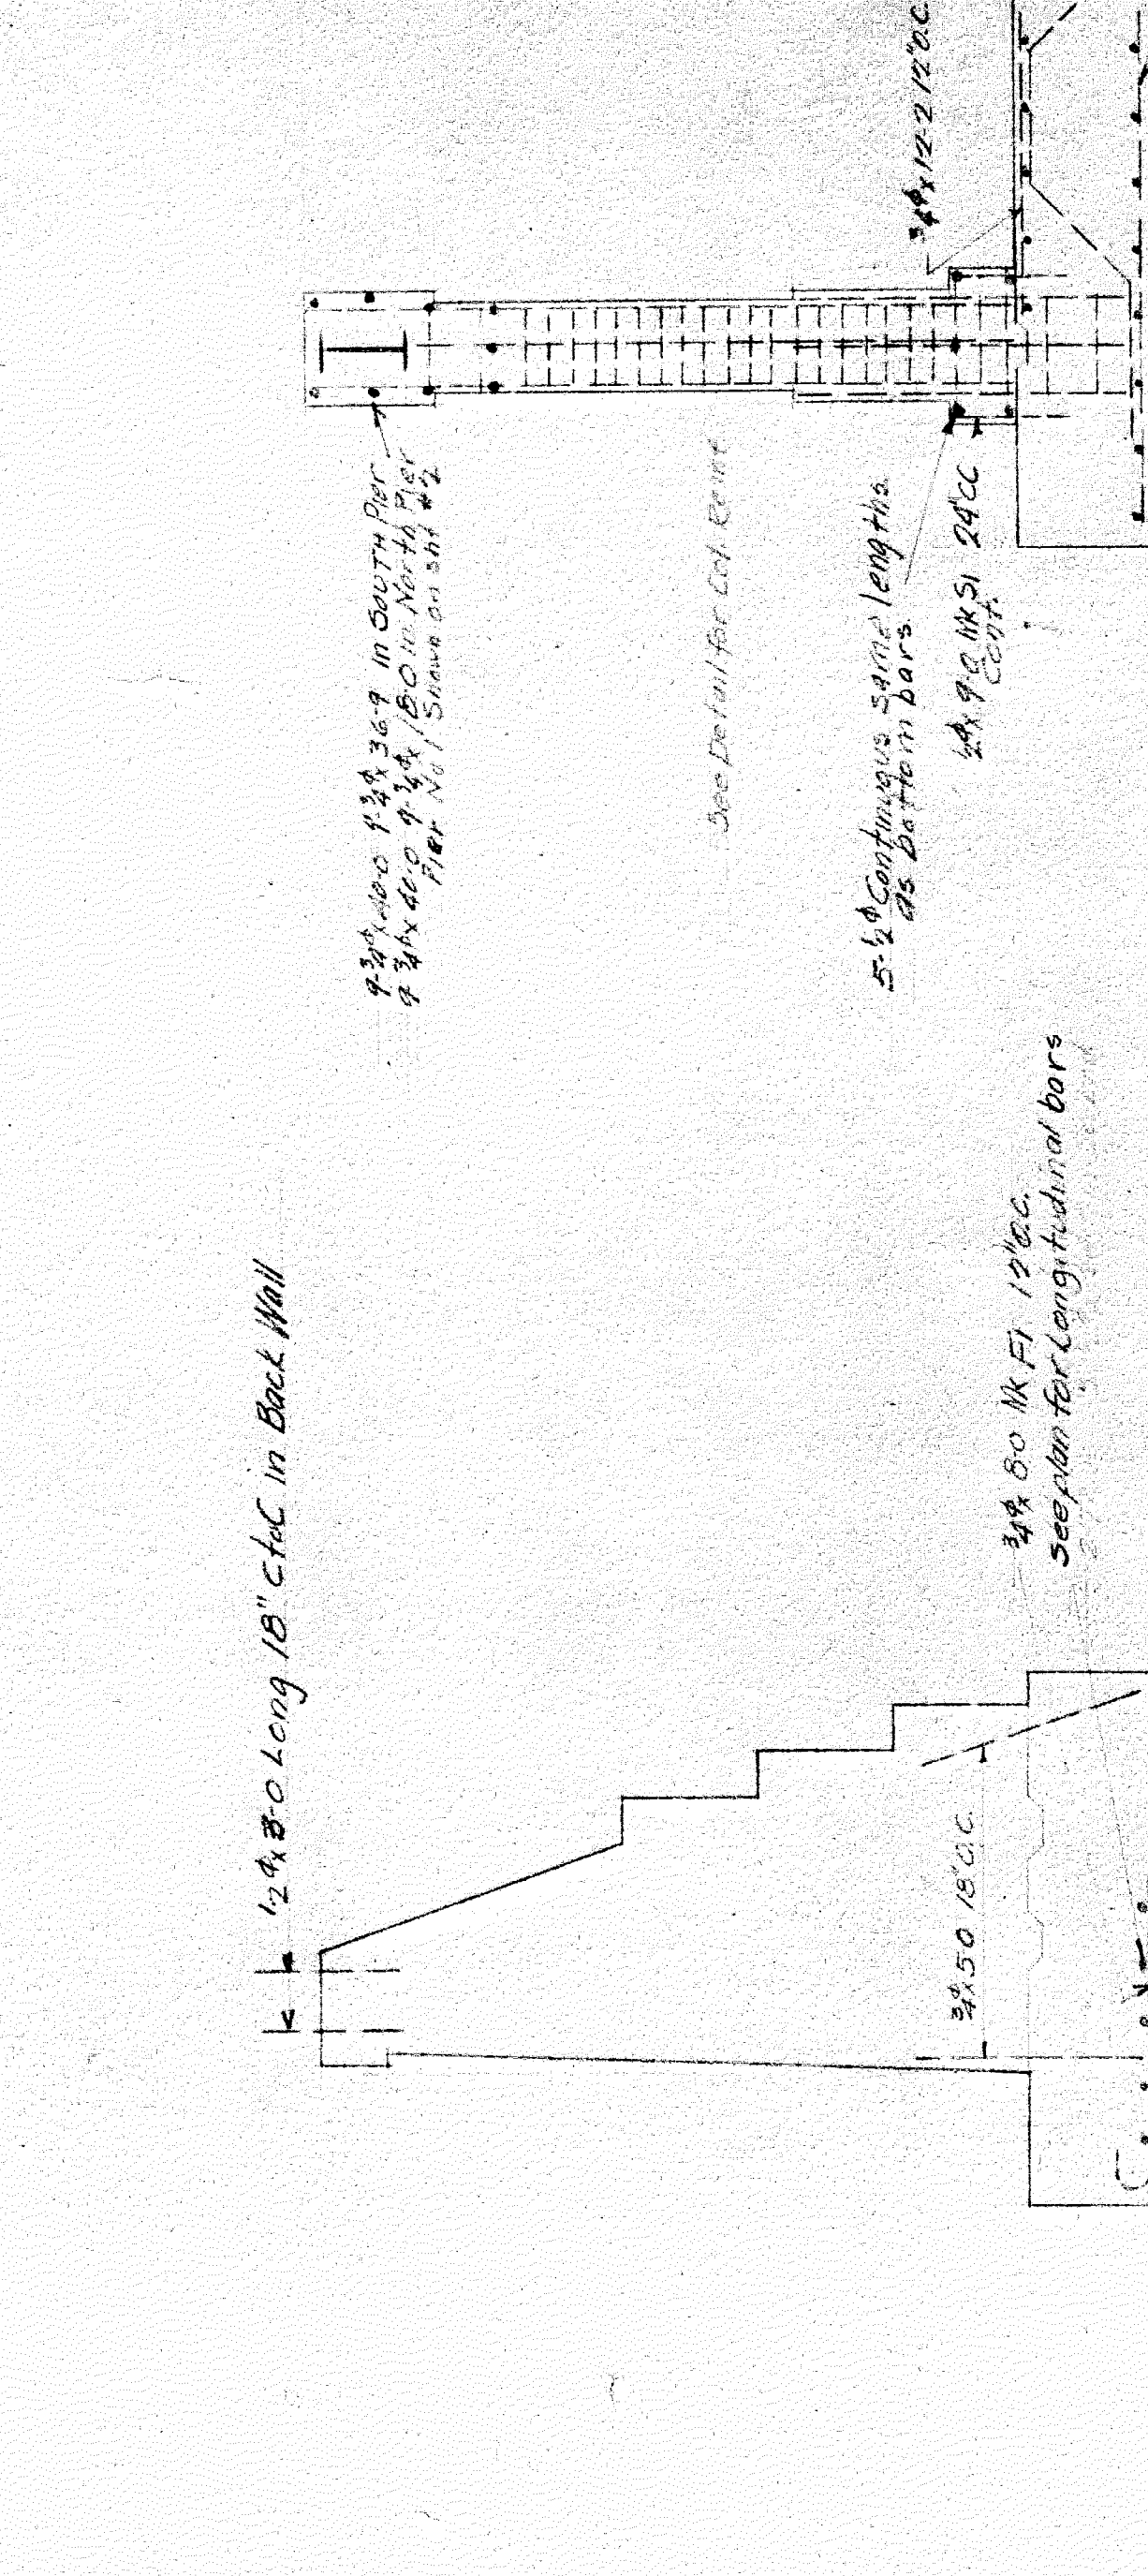 1-2 ϕ x 3-0 Long 18" C to C in Back Wall
9-3/4ϕ x 40-0 9-3/4ϕ x 36-9 in SOUTH Pier
9-3/4ϕ x 40-0 9-3/4ϕ x 18-0 in North Pier
Pier No 1 Shown on sht #2
See Detail for Col. Reinf
5-1/2 ϕ Continuous same lengths
as bottom bars.
1/2ϕ x 9-0 MK S1 24"CC
Cont.
3/4ϕ x 12-2 12"O.C.
3/4ϕ x 8-0 MK F1 12"O.C.
See plan for Longitudinal bars
3/4ϕ x 5-0 18"O.C.